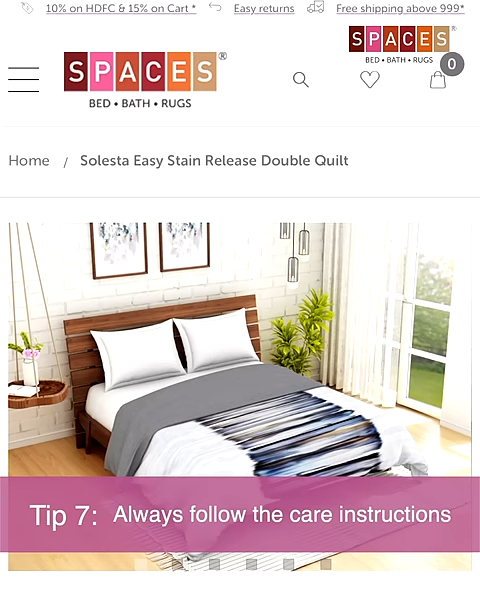 10% on HDFC & 15% on Cart *
Easy returns
Free shipping above 999*
SPACES®
BED • BATH • RUGS
SPACES®
BED • BATH • RUGS
0
Home / Solesta Easy Stain Release Double Quilt
Tip 7: Always follow the care instructions